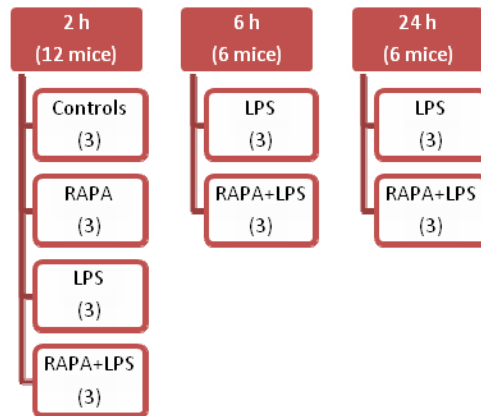 2 h
(12 mice)
Controls
(3)
RAPA
(3)
LPS
(3)
RAPA+LPS
(3)
6 h
(6 mice)
LPS
(3)
RAPA+LPS
(3)
24 h
(6 mice)
LPS
(3)
RAPA+LPS
(3)